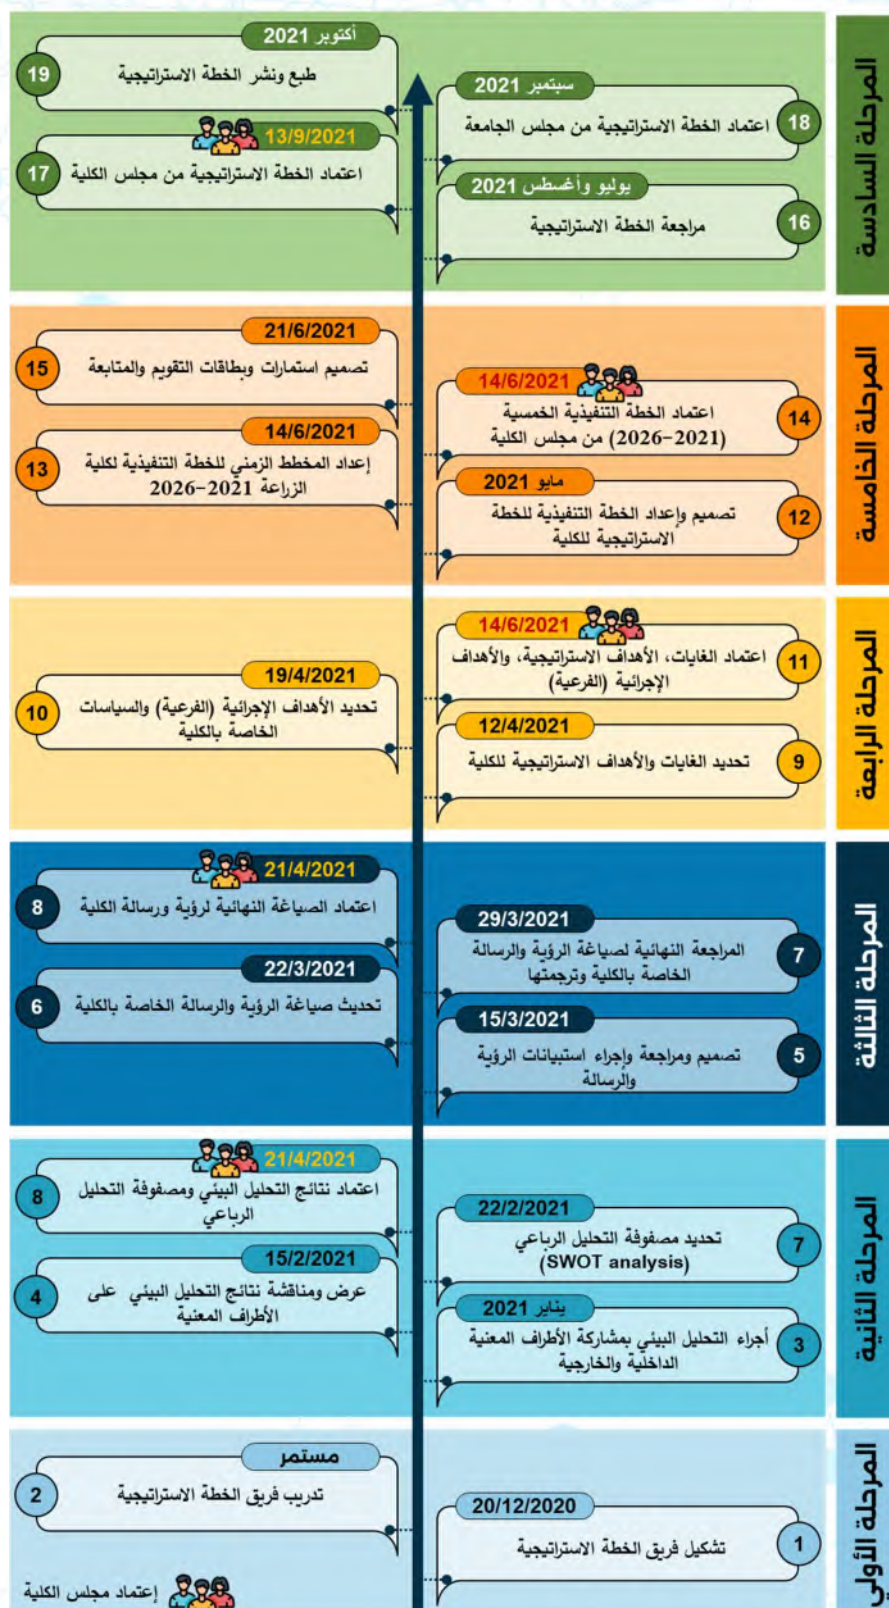 المرحلة السادسة
أكتوبر 2021
19
طبع ونشر الخطة الاستراتيجية
سبتمبر 2021
18
اعتماد الخطة الاستراتيجية من مجلس الجامعة
13/9/2021
17
اعتماد الخطة الاستراتيجية من مجلس الكلية
يوليو وأغسطس 2021
16
مراجعة الخطة الاستراتيجية
المرحلة الخامسة
21/6/2021
15
تصميم استمارات وبطاقات التقويم والمتابعة
14/6/2021
14
اعتماد الخطة التنفيذية الخمسية
(2021-2026) من مجلس الكلية
14/6/2021
13
إعداد المخطط الزمني للخطة التنفيذية لكلية
الزراعة 2021-2026
مايو 2021
12
تصميم وإعداد الخطة التنفيذية للخطة
الاستراتيجية للكلية
المرحلة الرابعة
14/6/2021
11
اعتماد الغايات، الأهداف الاستراتيجية، والأهداف
الإجرائية (الفرعية)
19/4/2021
10
تحديد الأهداف الإجرائية (الفرعية) والسياسات
الخاصة بالكلية
12/4/2021
9
تحديد الغايات والأهداف الاستراتيجية للكلية
المرحلة الثالثة
21/4/2021
8
اعتماد الصياغة النهائية لرؤية ورسالة الكلية
29/3/2021
7
المراجعة النهائية لصياغة الرؤية والرسالة
الخاصة بالكلية وترجمتها
22/3/2021
6
تحديث صياغة الرؤية والرسالة الخاصة بالكلية
15/3/2021
5
تصميم ومراجعة وإجراء استبيانات الرؤية
والرسالة
المرحلة الثانية
21/4/2021
8
اعتماد نتائج التحليل البيئي ومصفوفة التحليل
الرباعي
22/2/2021
7
تحديد مصفوفة التحليل الرباعي
(SWOT analysis)
15/2/2021
4
عرض ومناقشة نتائج التحليل البيئي على
الأطراف المعنية
يناير 2021
3
أجراء التحليل البيئي بمشاركة الأطراف المعنية
الداخلية والخارجية
المرحلة الأولى
مستمر
2
تدريب فريق الخطة الاستراتيجية
20/12/2020
1
تشكيل فريق الخطة الاستراتيجية
إعتماد مجلس الكلية